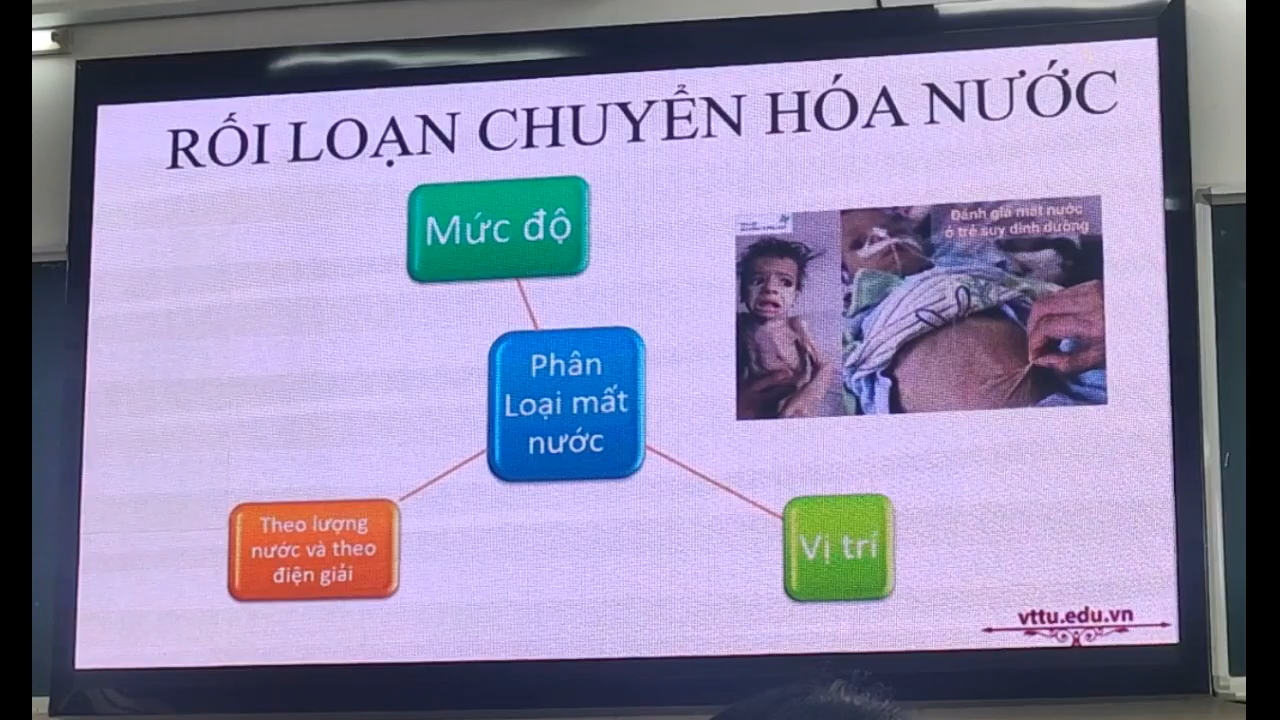 RỐI LOẠN CHUYỂN HÓA NƯỚC
Mức độ
Đánh giá mất nước
ở trẻ suy dinh dưỡng
Phân
Loại mất
nước
Theo lượng
nước và theo
điện giải
Vị trí
vttu.edu.vn